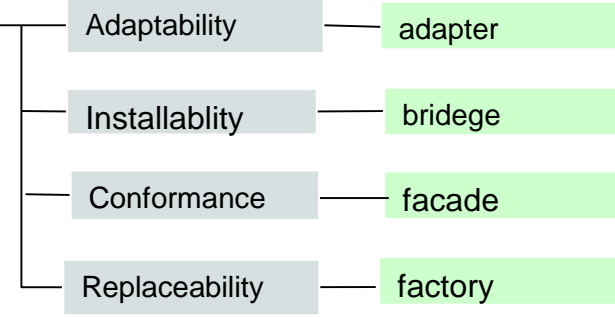 Adaptability adapter
Installablity bridege
Conformance facade
Replaceability factory